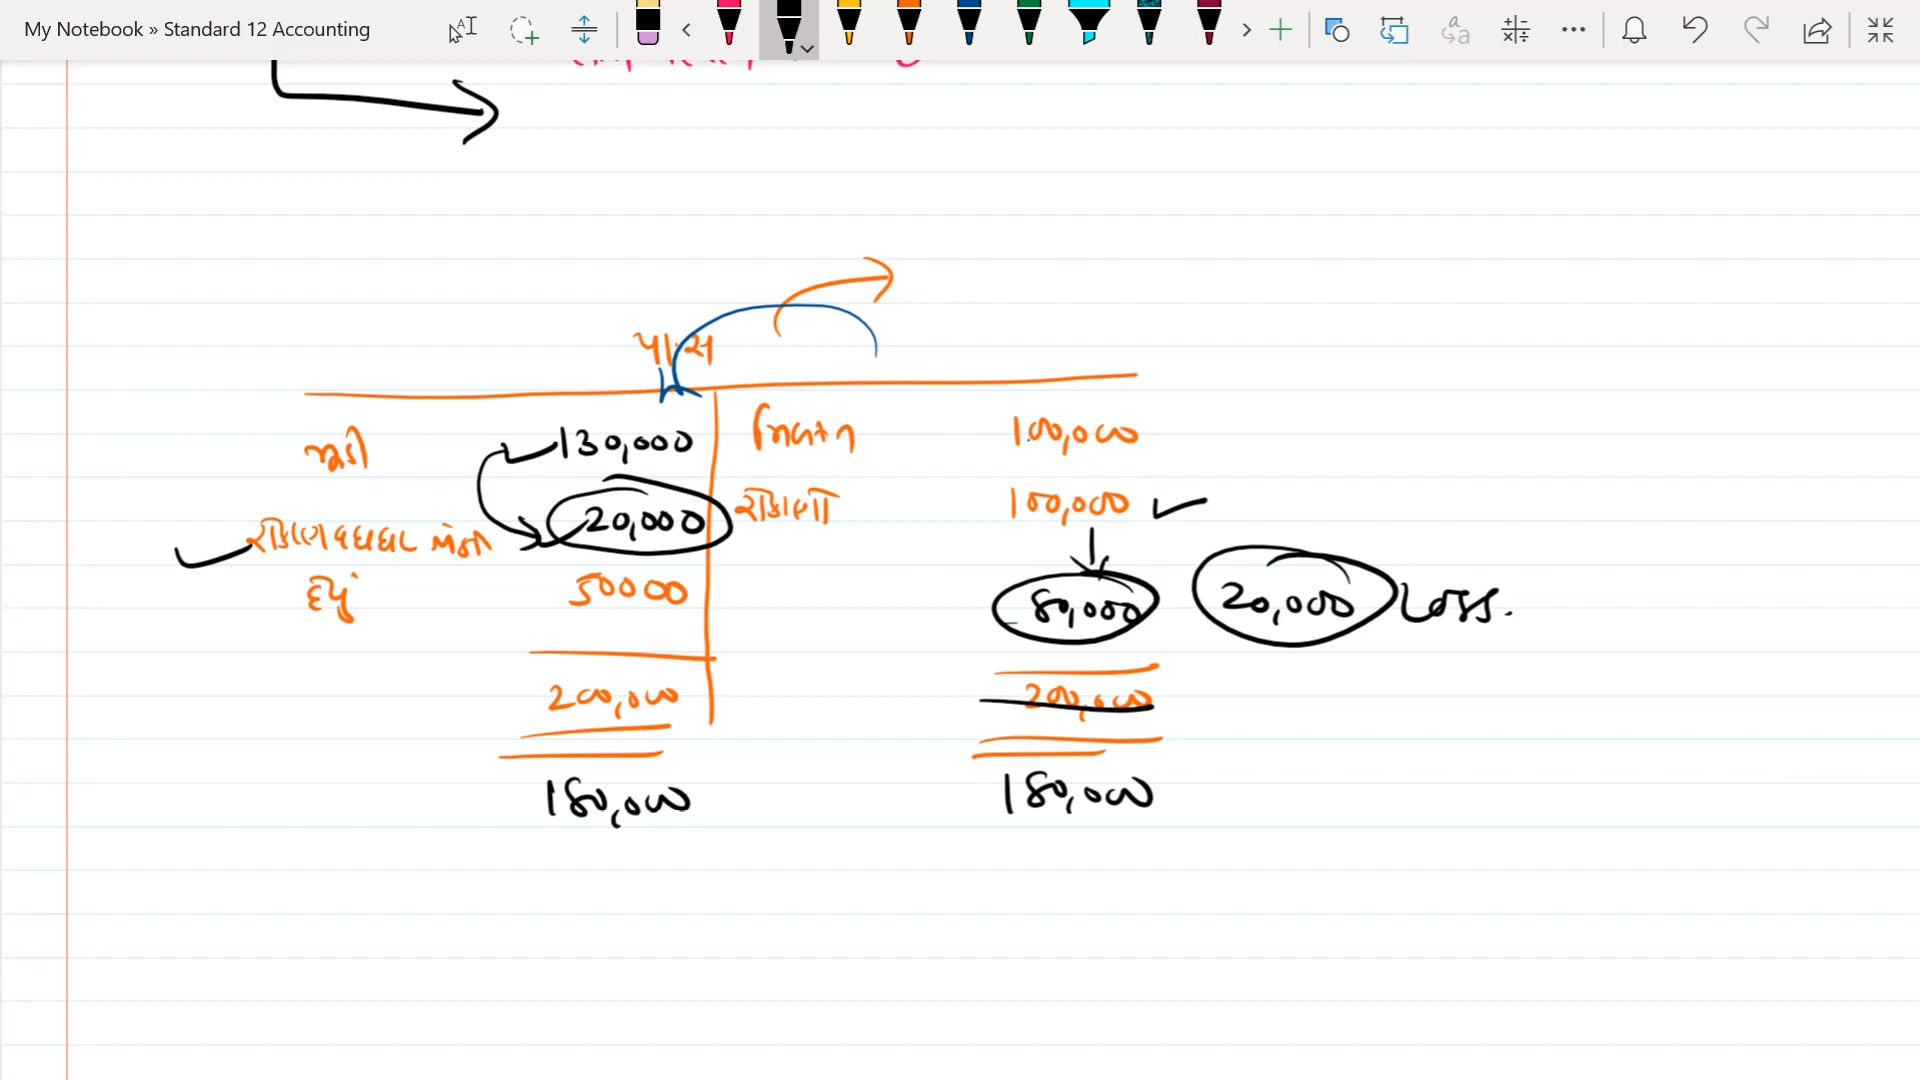 My Notebook » Standard 12 Accounting
પા.સ
મૂડી 130,000 મિલકત 100,000
રોકાણ વધઘટ ભંડોળ 20,000 રોકાણો 100,000
દેવું 50000 80,000 20,000 Loss.
200,000 200,000
180,000 180,000